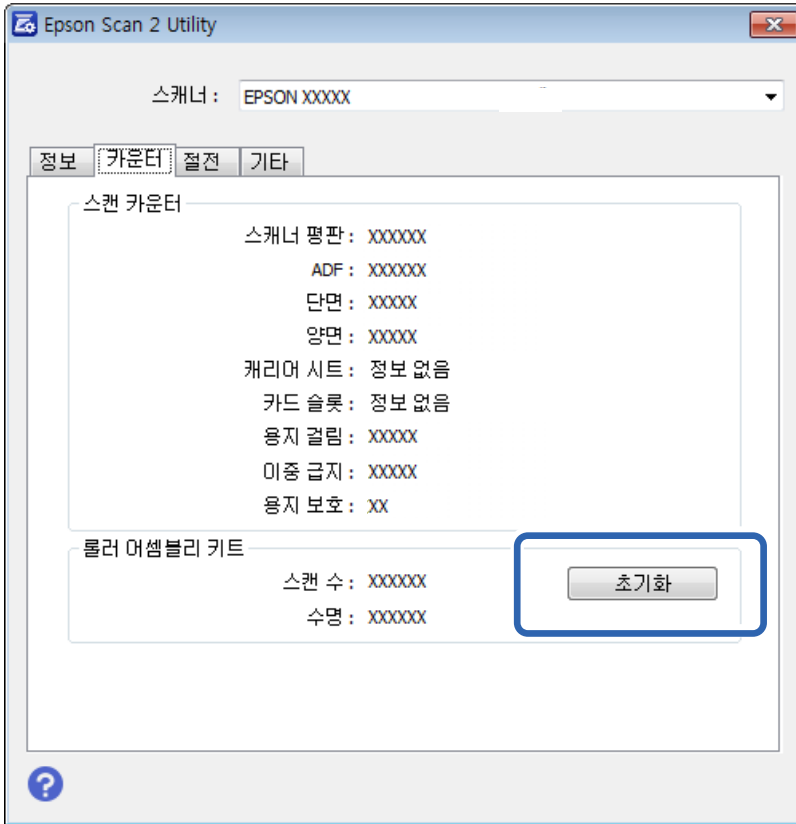 Epson Scan 2 Utility
스캐너 : EPSON XXXXX
정보 카운터 절전 기타
스캔 카운터
스캐너 평판 : XXXXXX
ADF : XXXXXX
단면 : XXXXX
양면 : XXXXX
캐리어 시트 : 정보 없음
카드 슬롯 : 정보 없음
용지 걸림 : XXXXX
이중 급지 : XXXXX
용지 보호 : XX
롤러 어셈블리 키트
스캔 수 : XXXXXX
초기화
수명 : XXXXXX
?